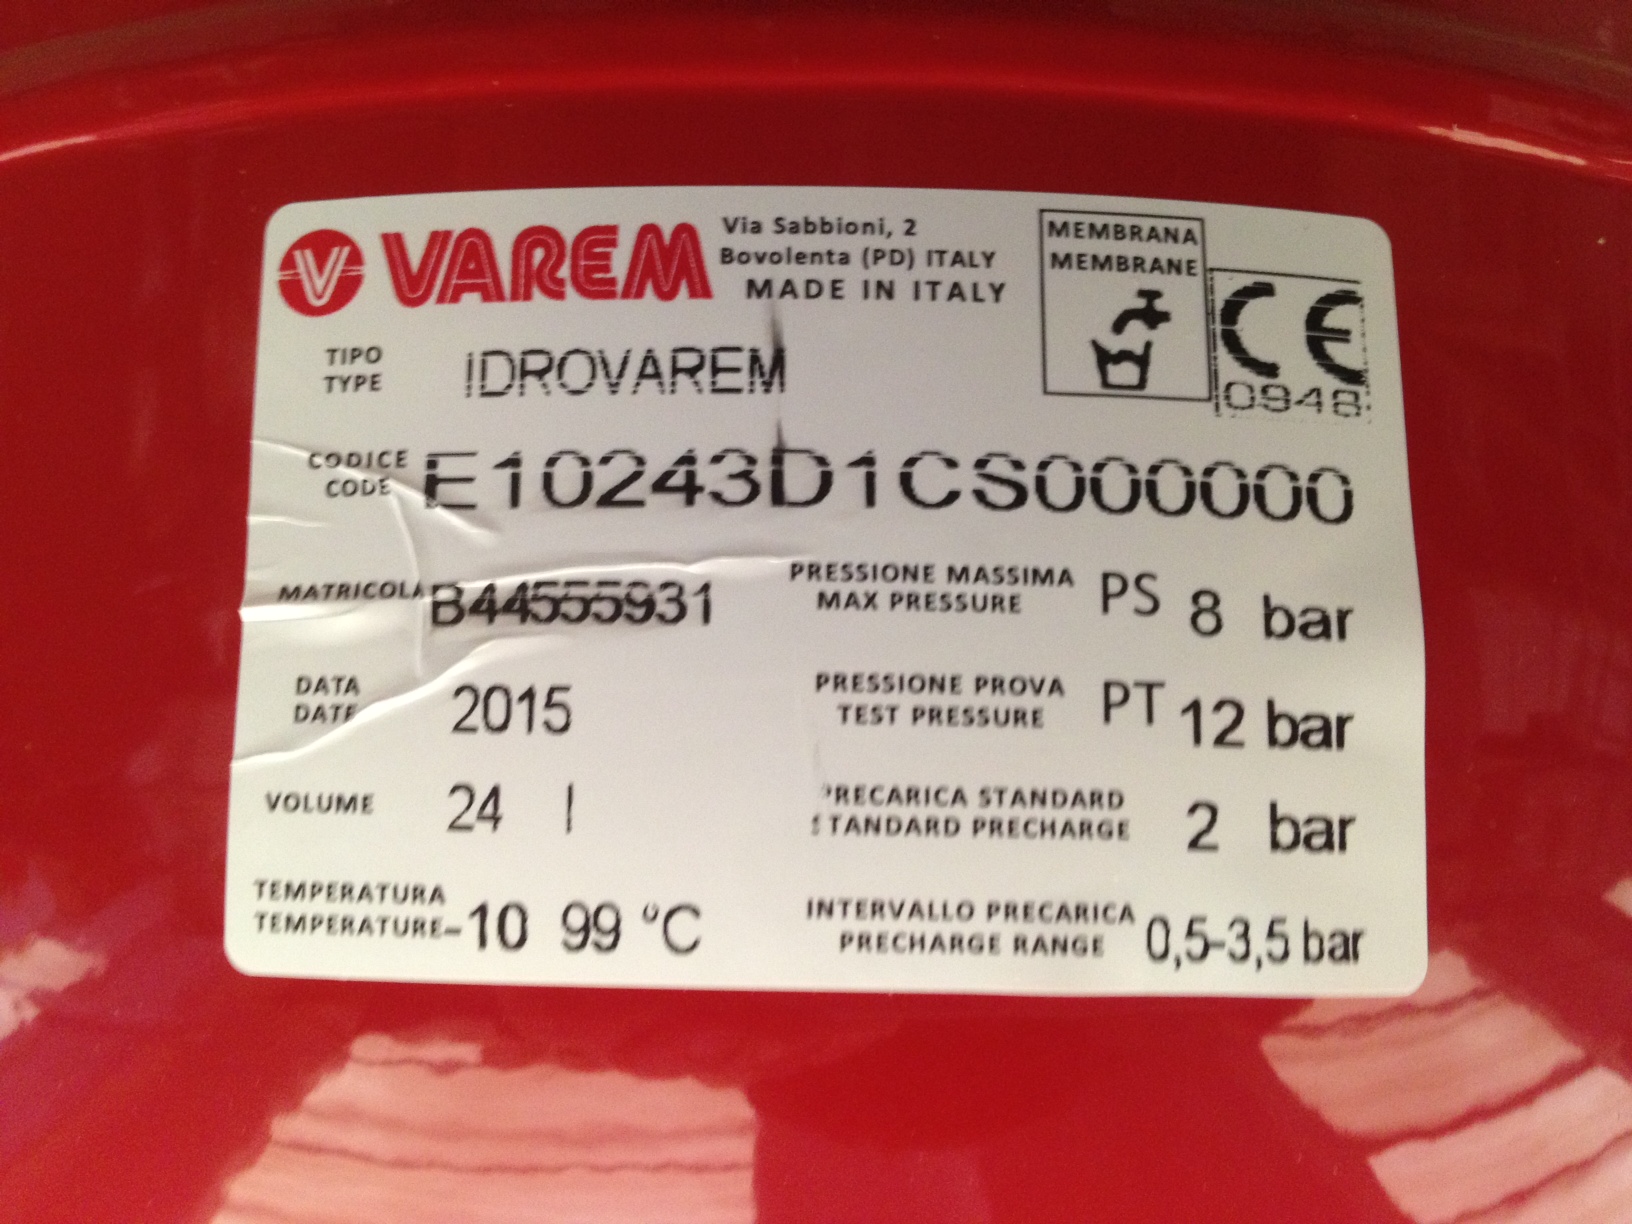 V VAREM
Via Sabbioni, 2
Bovolenta (PD) ITALY
MADE IN ITALY
MEMBRANA
MEMBRANE
CE
0948
TIPO
TYPE
IDROVAREM
CODICE
CODE
E10243D1CS000000
MATRICOLA B44555931
PRESSIONE MASSIMA
MAX PRESSURE
PS 8 bar
DATA
DATE
2015
PRESSIONE PROVA
TEST PRESSURE
PT 12 bar
VOLUME 24 l
PRECARICA STANDARD
STANDARD PRECHARGE
2 bar
TEMPERATURA
TEMPERATURE
-10 99 °C
INTERVALLO PRECARICA
PRECHARGE RANGE
0,5-3,5 bar